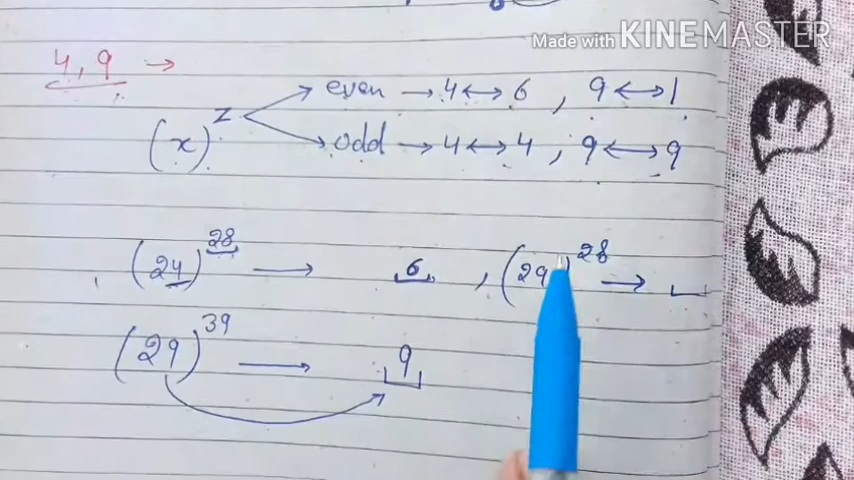 Made with KINEMASTER
4, 9 →
even → 4 ↔ 6 , 9 ↔ 1
(x)^z
odd → 4 ↔ 4 , 9 ↔ 9
(24)^28 → 6 , (29)^28 →
(29)^39 → 9